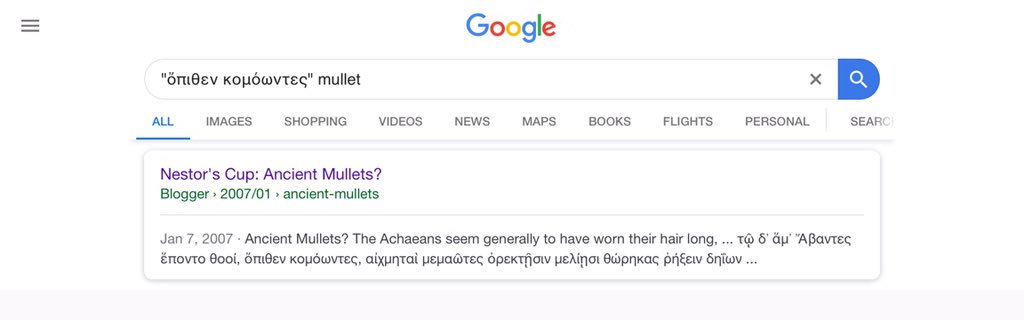 Google
"ὄπιθεν κομόωντες" mullet
ALL IMAGES SHOPPING VIDEOS NEWS MAPS BOOKS FLIGHTS PERSONAL SEARC
Nestor's Cup: Ancient Mullets?
Blogger › 2007/01 › ancient-mullets
Jan 7, 2007 · Ancient Mullets? The Achaeans seem generally to have worn their hair long, ... τῷ δ᾽ ἅμ᾽ Ἄβαντες
ἕποντο θοοί, ὄπιθεν κομόωντες, αἰχμηταὶ μεμαῶτες ὀρεκτῇσιν μελίῃσι θώρηκας ῥήξειν δηΐων ...